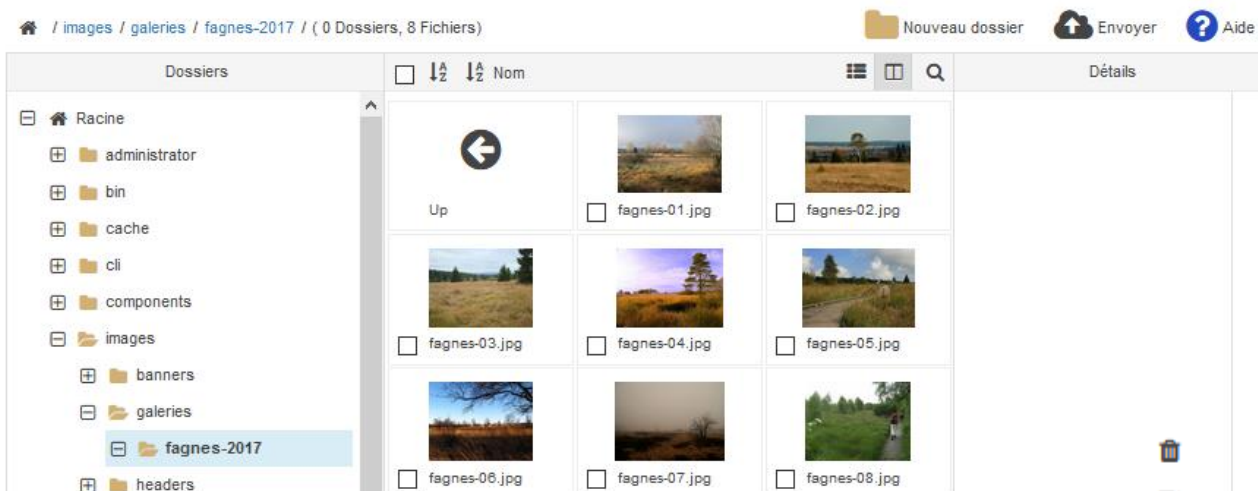 / images / galeries / fagnes-2017 / ( 0 Dossiers, 8 Fichiers)
Nouveau dossier
Envoyer
Aide
Dossiers
Nom
Détails
Racine
administrator
bin
cache
cli
components
images
banners
galeries
fagnes-2017
headers
Up
fagnes-01.jpg
fagnes-02.jpg
fagnes-03.jpg
fagnes-04.jpg
fagnes-05.jpg
fagnes-06.jpg
fagnes-07.jpg
fagnes-08.jpg